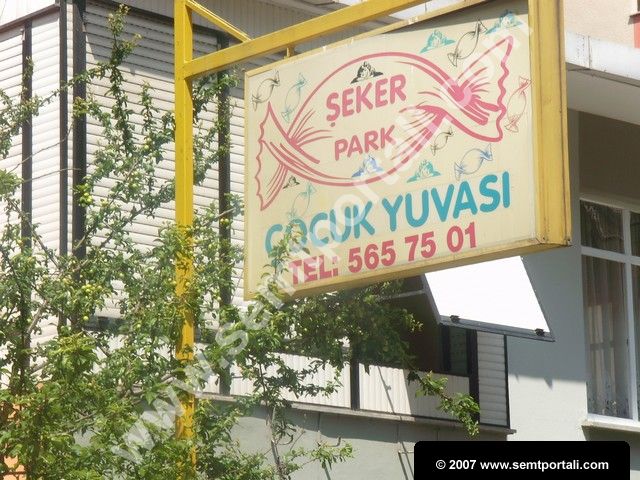 ŞEKER
PARK
ÇOCUK YUVASI
TEL: 565 75 01
www.semtportali.com
© 2007 www.semtportali.com